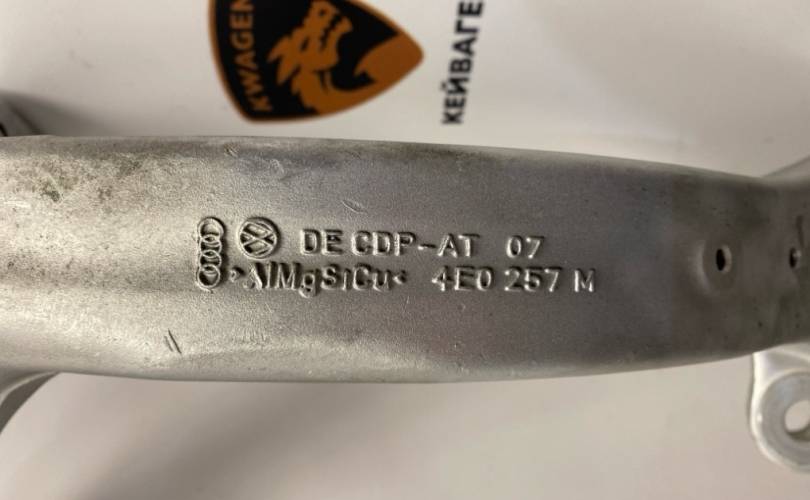 KWAGEN
КЕЙВАГЕ
DE CDP-AT 07
>AlMgSiCu< 4E0 257 M